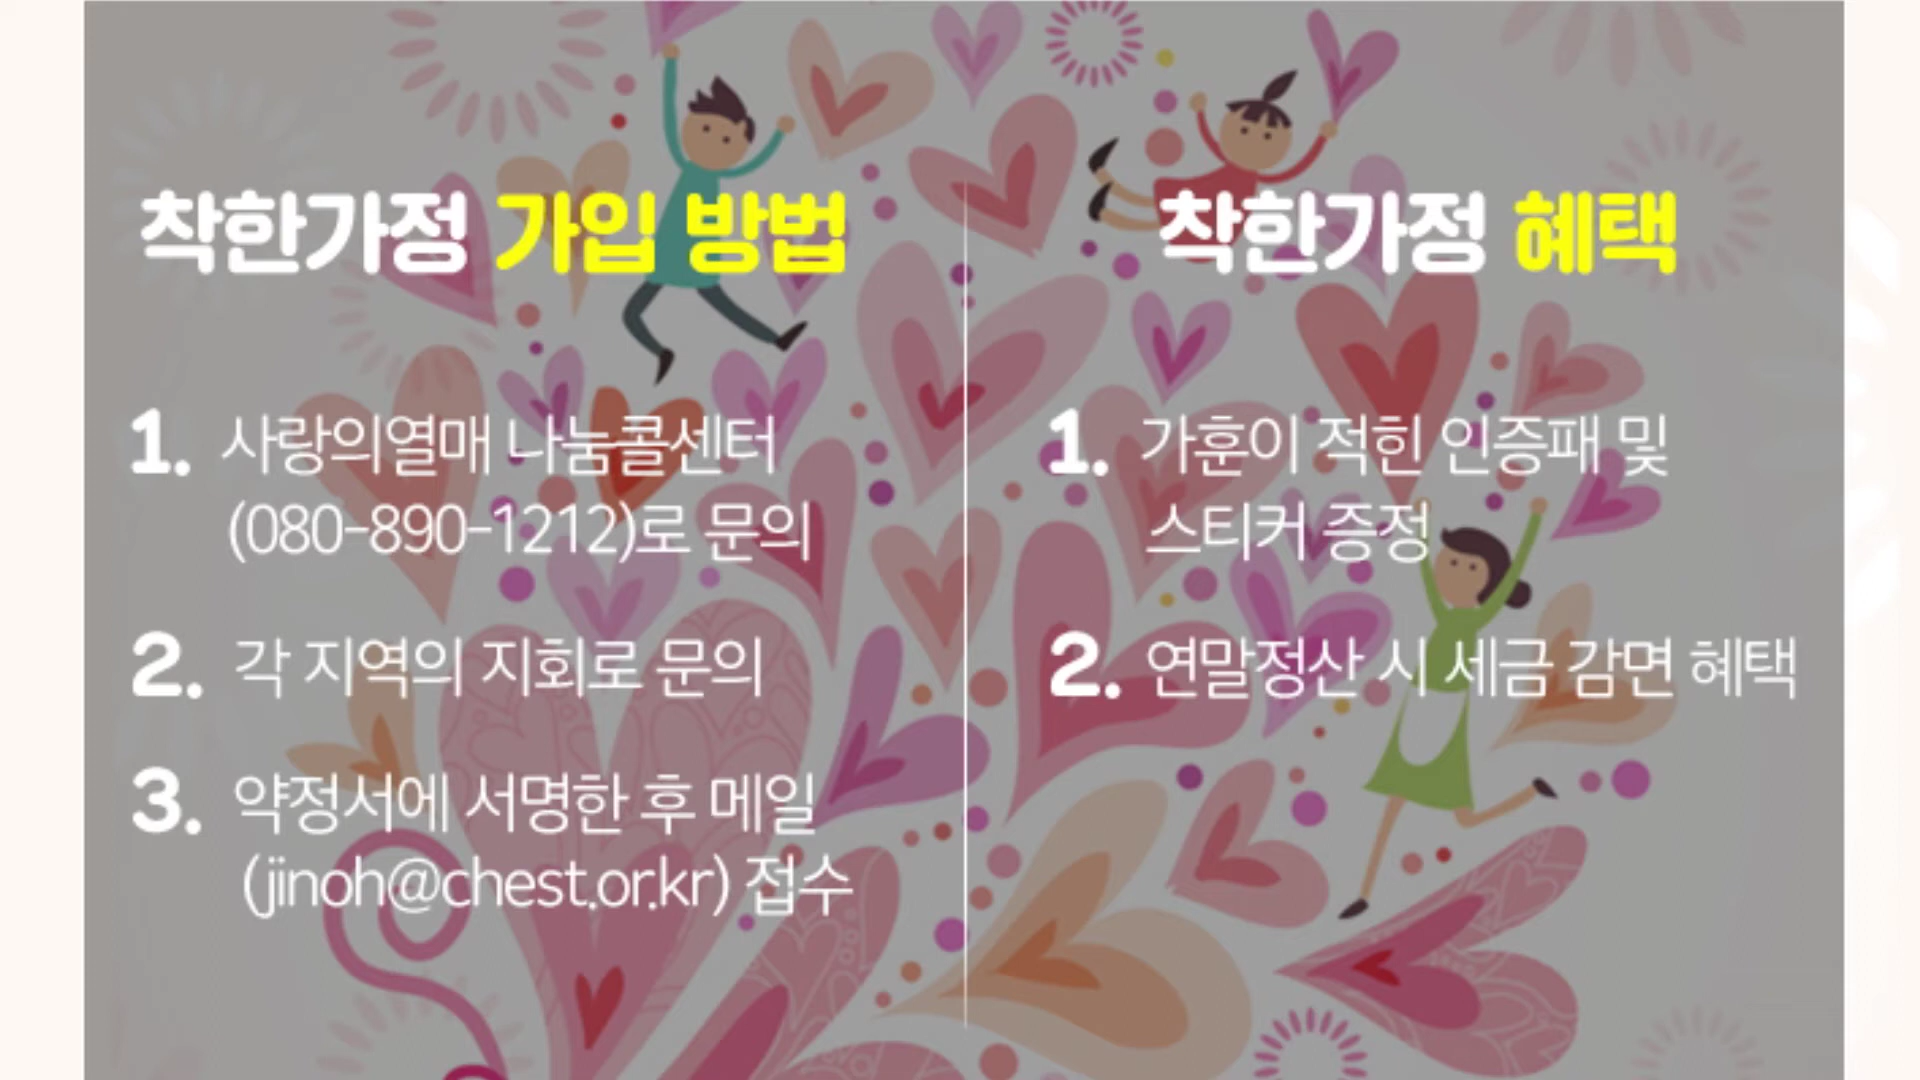 착한가정 가입 방법
1. 사랑의열매 나눔콜센터
(080-890-1212)로 문의
2. 각 지역의 지회로 문의
3. 약정서에 서명한 후 메일
(jinoh@chest.or.kr) 접수
착한가정 혜택
1. 가훈이 적힌 인증패 및
스티커 증정
2. 연말정산 시 세금 감면 혜택